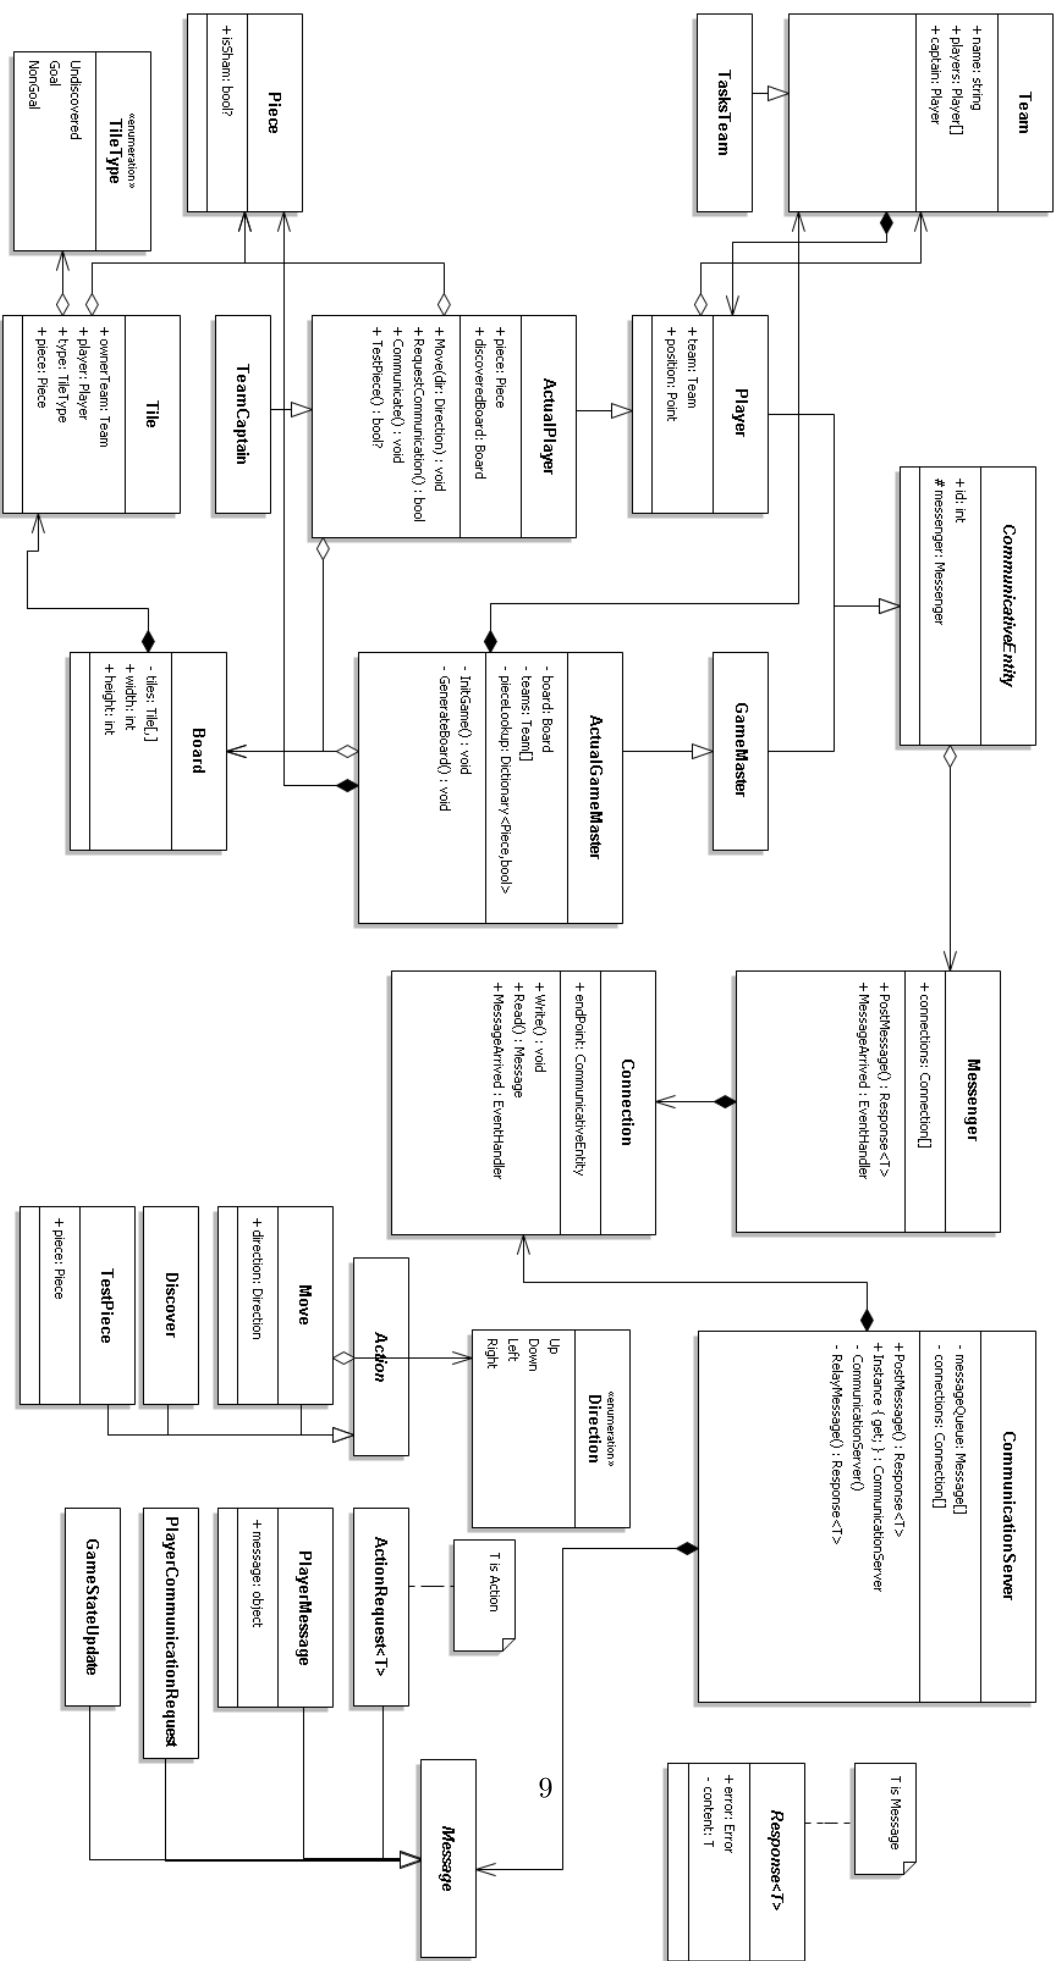 Team
+ name: string
+ players: Player[]
+ captain: Player
TasksTeam
CommunicativeEntity
+ id: int
# messenger: Messenger
Messenger
+ connections: Connection[]
+ PostMessage() : Response<T>
+ MessageArrived : EventHandler
CommunicationServer
- messageQueue: Message[]
- connections: Connection[]
+ PostMessage() : Response<T>
+ Instance { get; } : CommunicationServer
- CommunicationServer()
- RelayMessage() : Response<T>
T is Message
Response<T>
+ error: Error
- content: T
Player
+ team: Team
+ position: Point
GameMaster
Connection
+ endPoint: CommunicativeEntity
+ Write() : void
+ Read() : Message
+ MessageArrived : EventHandler
«enumeration»
Direction
Up
Down
Left
Right
T is Action
ActualPlayer
+ piece: Piece
+ discoveredBoard: Board
+ Move(dir: Direction) : void
+ RequestCommunication() : bool
+ Communicate() : void
+ TestPiece() : bool?
ActualGameMaster
- board: Board
- teams: Team[]
- pieceLookup: Dictionary<Piece,bool>
- InitGame() : void
- GenerateBoard() : void
Action
ActionRequest<T>
Message
Piece
+ isSham: bool?
TeamCaptain
Move
+ direction: Direction
PlayerMessage
+ message: object
Discover
PlayerCommunicationRequest
«enumeration»
TileType
Undiscovered
Goal
NonGoal
Tile
+ ownerTeam: Team
+ player: Player
+ type: TileType
+ piece: Piece
Board
- tiles: Tile[,]
+ width: int
+ height: int
TestPiece
+ piece: Piece
GameStateUpdate
9